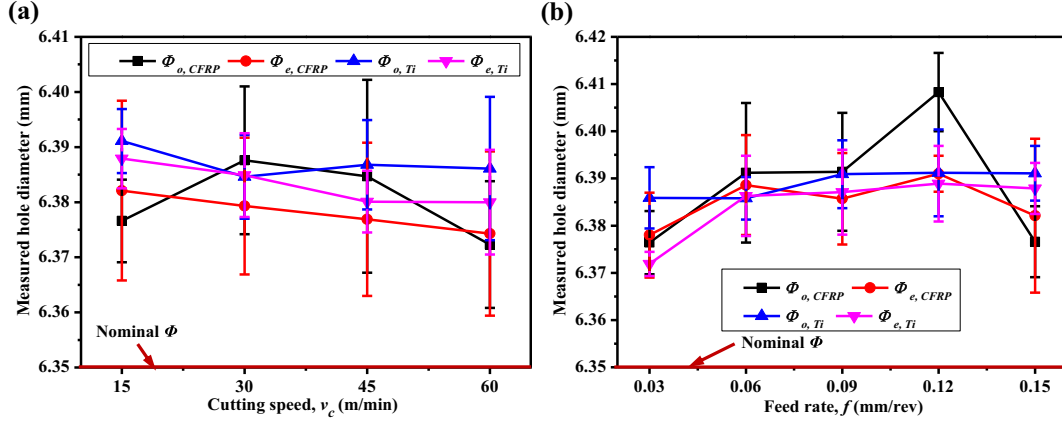 (a)
Measured hole diameter (mm)
6.41
6.40
6.39
6.38
6.37
6.36
6.35
Φo, CFRP Φe, CFRP Φo, Ti Φe, Ti
Nominal Φ
15 30 45 60
Cutting speed, vc (m/min)
(b)
Measured hole diameter (mm)
6.42
6.41
6.40
6.39
6.38
6.37
6.36
6.35
Φo, CFRP Φe, CFRP
Φo, Ti Φe, Ti
Nominal Φ
0.03 0.06 0.09 0.12 0.15
Feed rate, f (mm/rev)